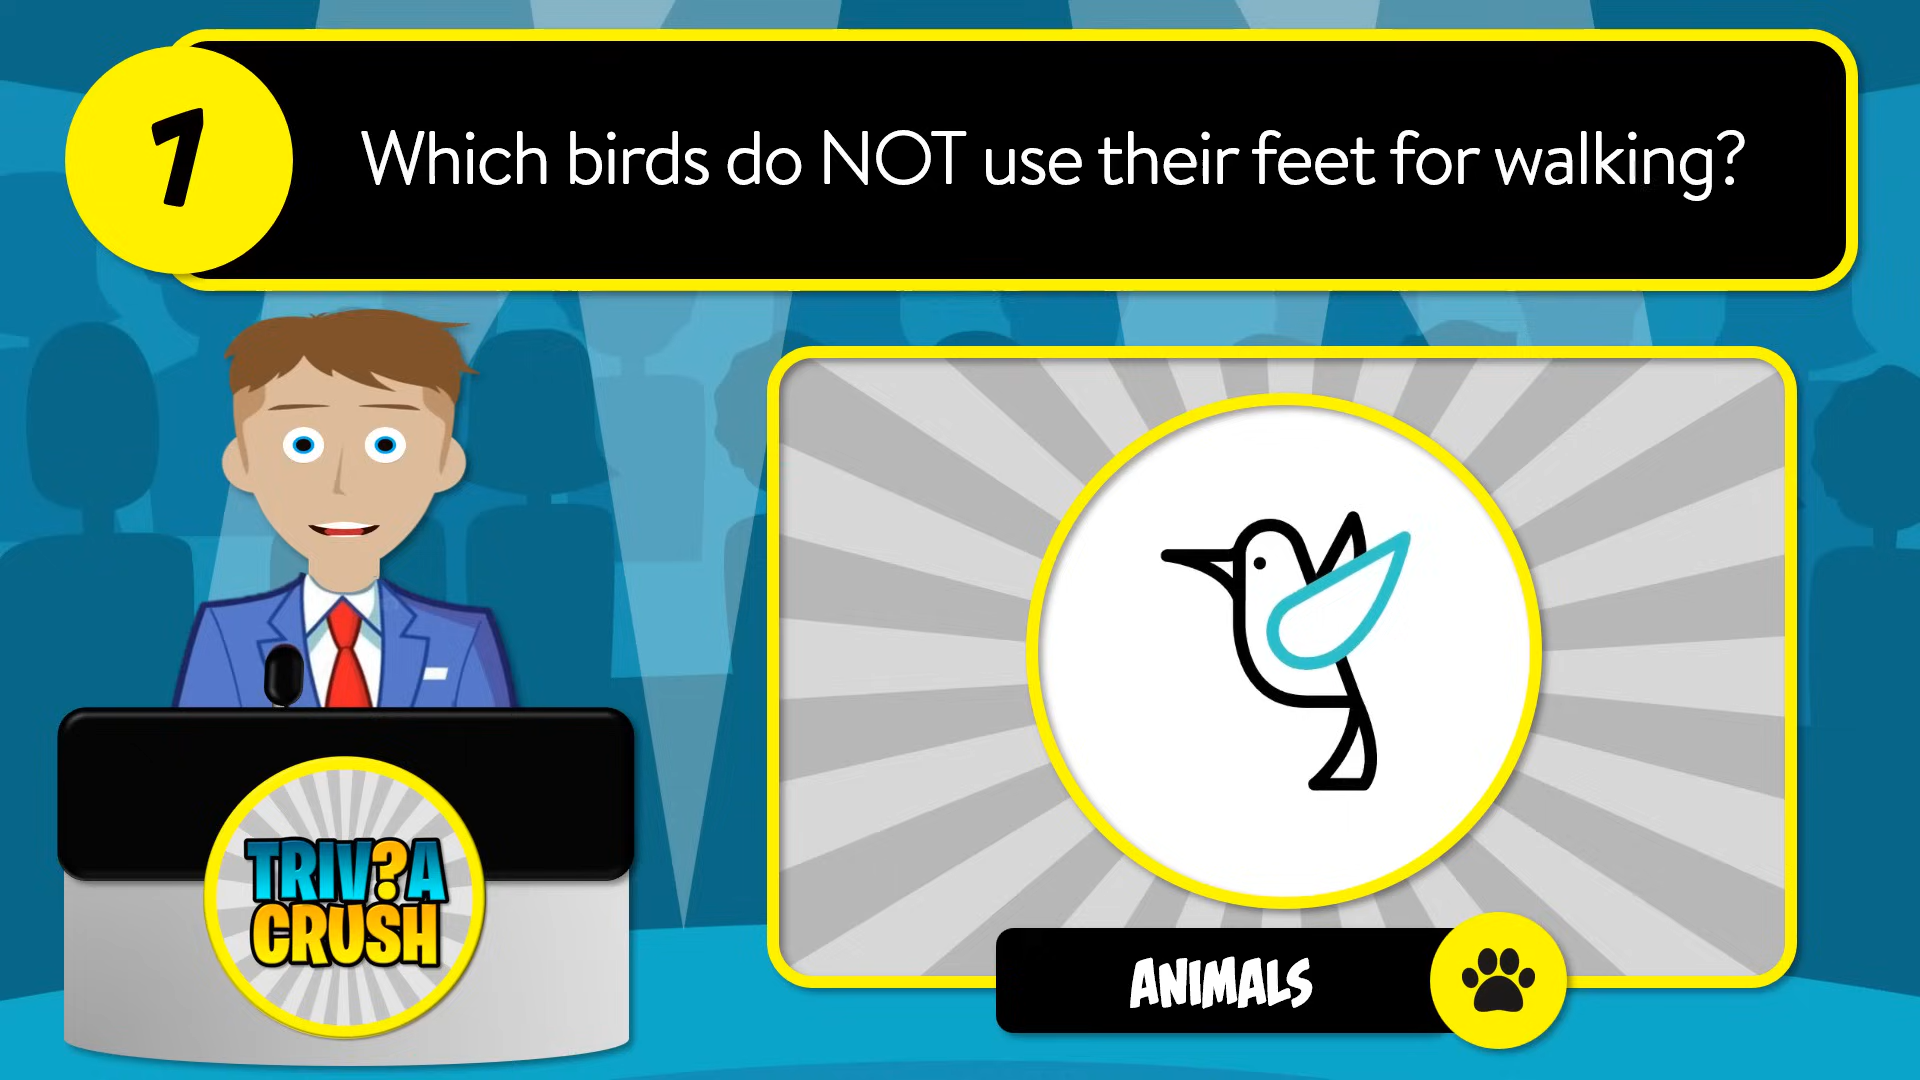 1
Which birds do NOT use their feet for walking?
TRIV?A
CRUSH
ANIMALS